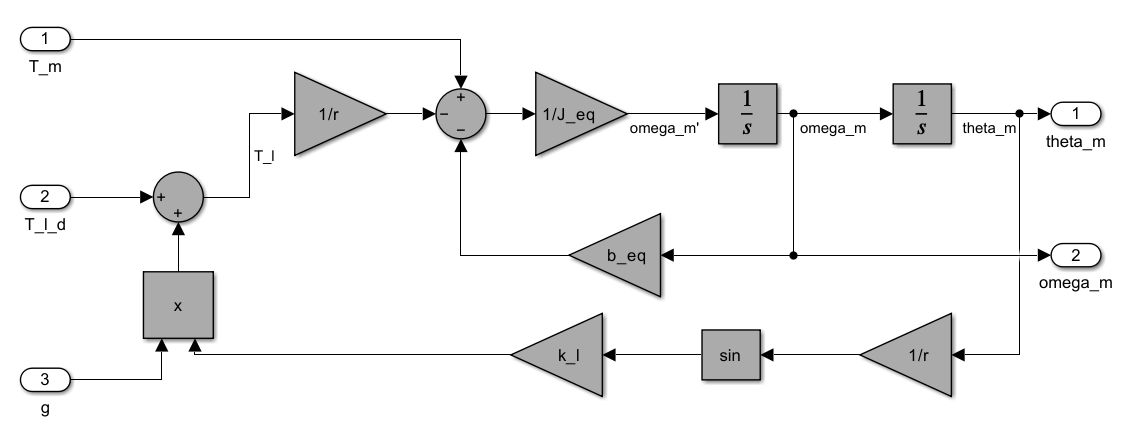 1
T_m
1/r
+
−
−
1/J_eq
omega_m'
1
s
omega_m
1
s
theta_m
1
theta_m
T_l
2
T_l_d
+
+
b_eq
2
omega_m
x
k_l
sin
1/r
3
g